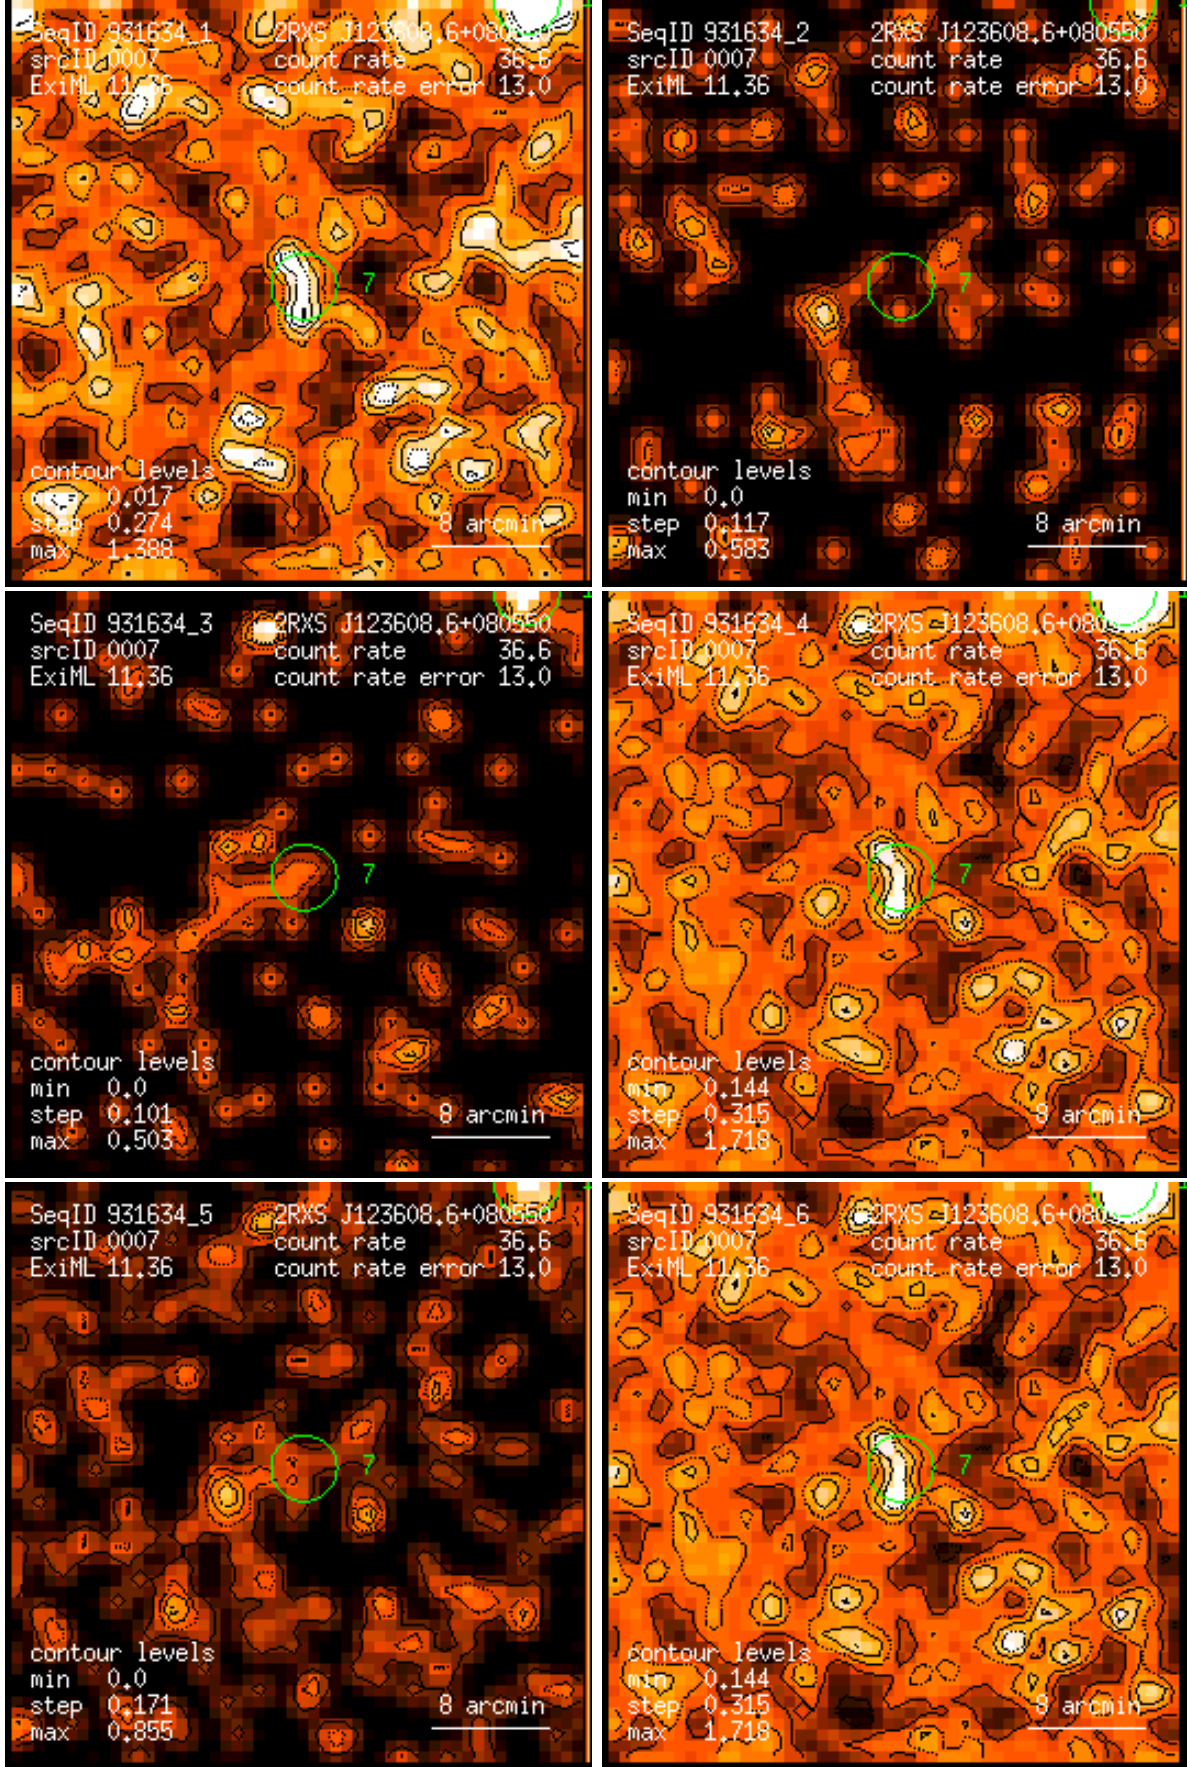 SeqID 931634_1 2RXS J123608.6+080550
srcID 0007 count rate 36.6
ExiML 11.36 count rate error 13.0
7
contour levels
min 0.017
step 0.274
max 1.388
8 arcmin
SeqID 931634_2 2RXS J123608.6+080550
srcID 0007 count rate 36.6
ExiML 11.36 count rate error 13.0
7
contour levels
min 0.0
step 0.117
max 0.583
8 arcmin
SeqID 931634_3 2RXS J123608.6+080550
srcID 0007 count rate 36.6
ExiML 11.36 count rate error 13.0
7
contour levels
min 0.0
step 0.101
max 0.503
8 arcmin
SeqID 931634_4 2RXS J123608.6+080550
srcID 0007 count rate 36.6
ExiML 11.36 count rate error 13.0
7
contour levels
min 0.144
step 0.315
max 1.718
8 arcmin
SeqID 931634_5 2RXS J123608.6+080550
srcID 0007 count rate 36.6
ExiML 11.36 count rate error 13.0
7
contour levels
min 0.0
step 0.171
max 0.855
8 arcmin
SeqID 931634_6 2RXS J123608.6+080550
srcID 0007 count rate 36.6
ExiML 11.36 count rate error 13.0
7
contour levels
min 0.144
step 0.315
max 1.718
8 arcmin